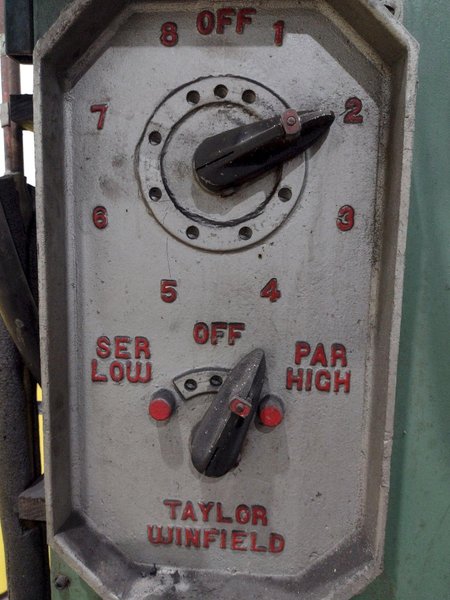 8 OFF 1
7 2
6 3
5 4
OFF
SER PAR
LOW HIGH
TAYLOR
WINFIELD